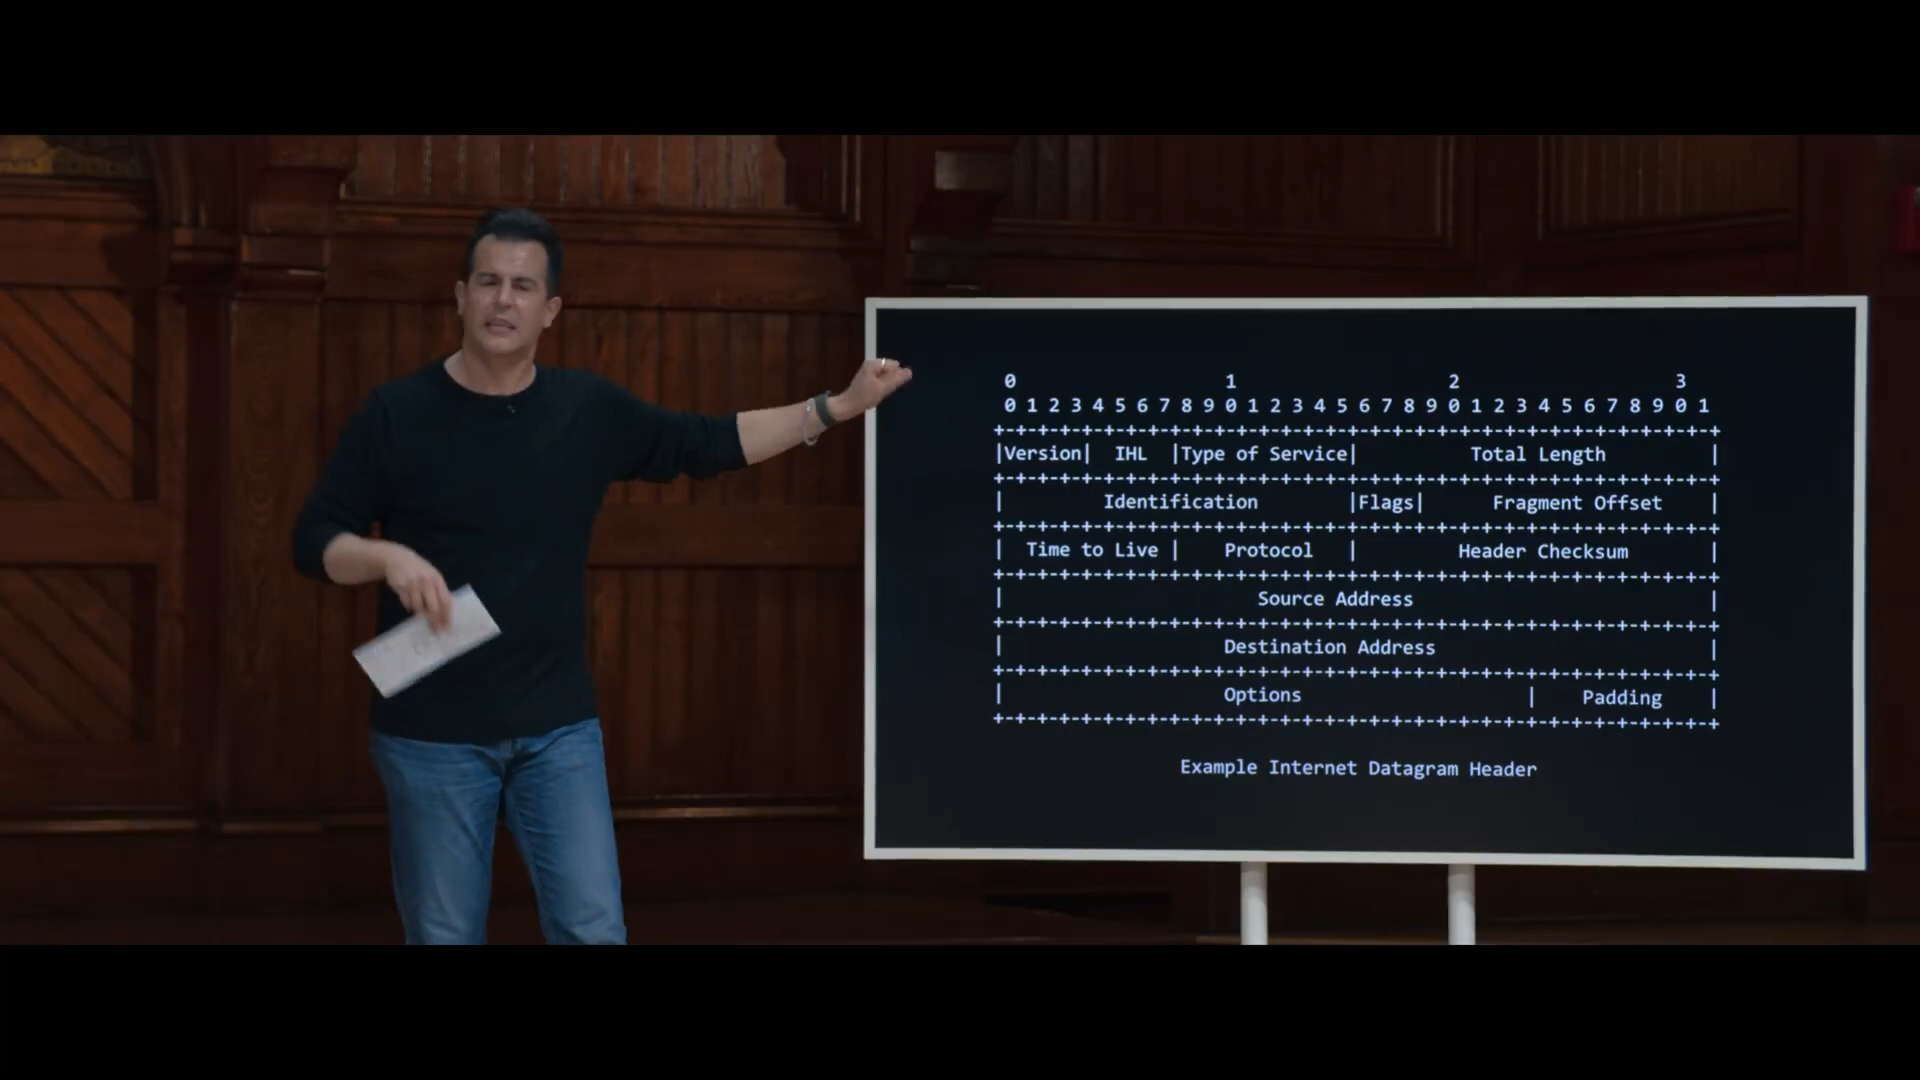 0 1 2 3
0 1 2 3 4 5 6 7 8 9 0 1 2 3 4 5 6 7 8 9 0 1 2 3 4 5 6 7 8 9 0 1
+-+-+-+-+-+-+-+-+-+-+-+-+-+-+-+-+-+-+-+-+-+-+-+-+-+-+-+-+-+-+-+-+
|Version| IHL |Type of Service| Total Length |
+-+-+-+-+-+-+-+-+-+-+-+-+-+-+-+-+-+-+-+-+-+-+-+-+-+-+-+-+-+-+-+-+
| Identification |Flags| Fragment Offset |
+-+-+-+-+-+-+-+-+-+-+-+-+-+-+-+-+-+-+-+-+-+-+-+-+-+-+-+-+-+-+-+-+
| Time to Live | Protocol | Header Checksum |
+-+-+-+-+-+-+-+-+-+-+-+-+-+-+-+-+-+-+-+-+-+-+-+-+-+-+-+-+-+-+-+-+
| Source Address |
+-+-+-+-+-+-+-+-+-+-+-+-+-+-+-+-+-+-+-+-+-+-+-+-+-+-+-+-+-+-+-+-+
| Destination Address |
+-+-+-+-+-+-+-+-+-+-+-+-+-+-+-+-+-+-+-+-+-+-+-+-+-+-+-+-+-+-+-+-+
| Options | Padding |
+-+-+-+-+-+-+-+-+-+-+-+-+-+-+-+-+-+-+-+-+-+-+-+-+-+-+-+-+-+-+-+-+
Example Internet Datagram Header